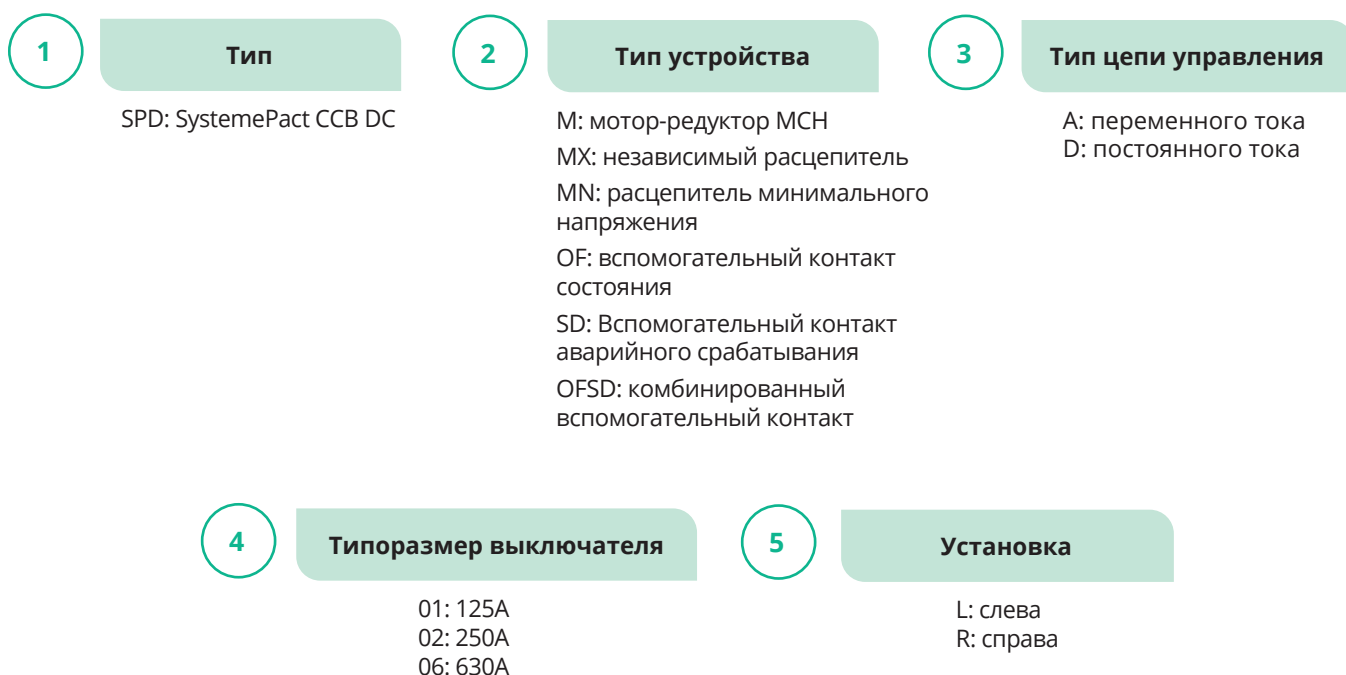 1
Тип
SPD: SystemePact CCB DC
2
Тип устройства
M: мотор-редуктор MCH
MX: независимый расцепитель
MN: расцепитель минимального
напряжения
OF: вспомогательный контакт
состояния
SD: Вспомогательный контакт
аварийного срабатывания
OFSD: комбинированный
вспомогательный контакт
3
Тип цепи управления
A: переменного тока
D: постоянного тока
4
Типоразмер выключателя
01: 125A
02: 250A
06: 630A
5
Установка
L: слева
R: справа